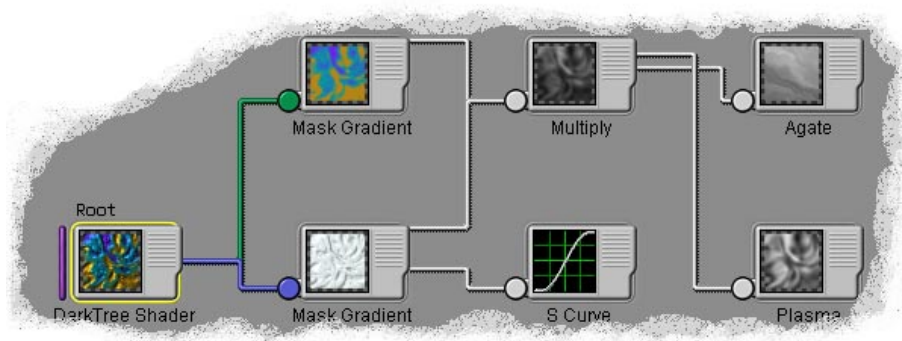 Mask Gradient
Multiply
Agate
Root
DarkTree Shader
Mask Gradient
S Curve
Plasma